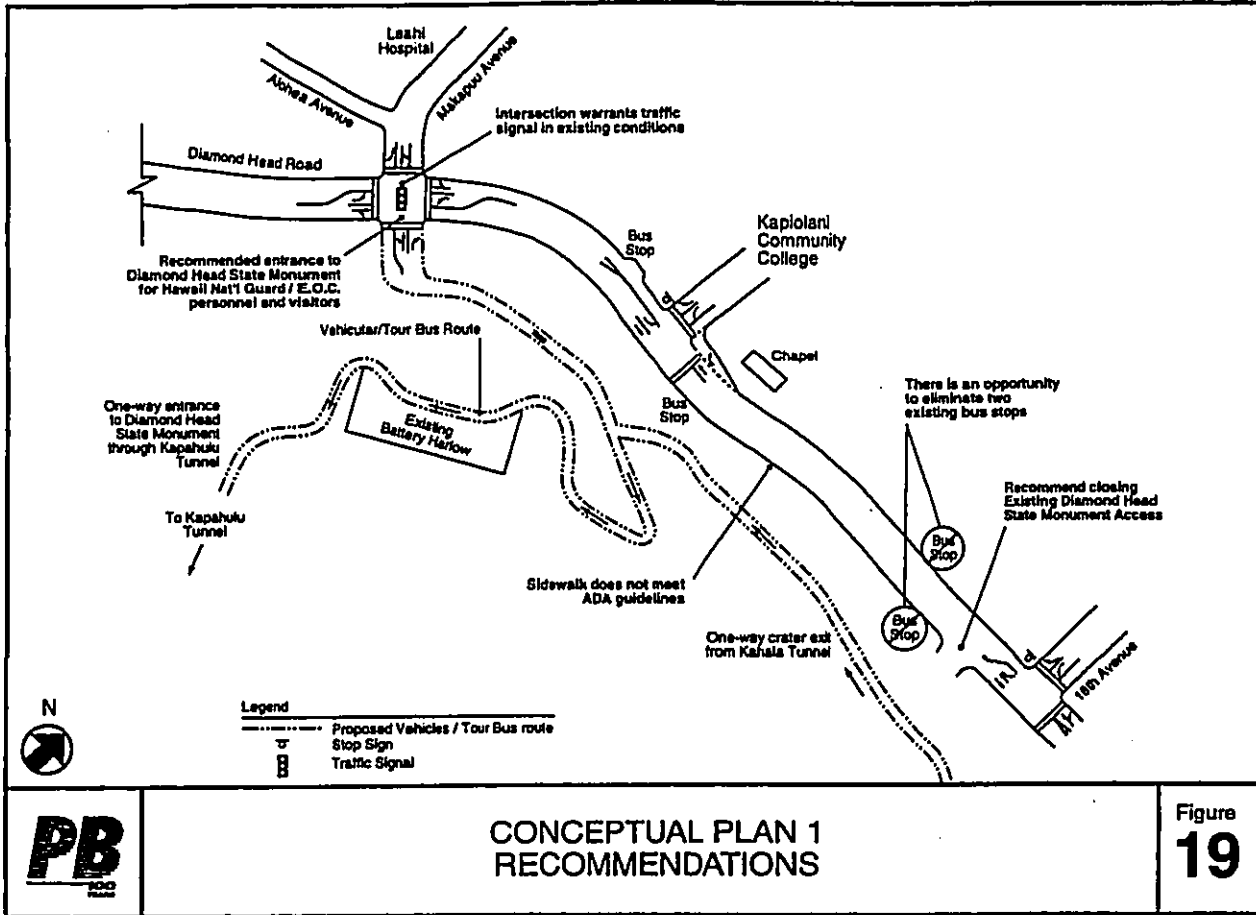 Leahi
Hospital
Alohea Avenue
Makapuu Avenue
Intersection warrants traffic
signal in existing conditions
Diamond Head Road
Recommended entrance to
Diamond Head State Monument
for Hawaii Nat'l Guard / E.O.C.
personnel and visitors
Bus
Stop
Kapiolani
Community
College
Vehicular/Tour Bus Route
Chapel
There is an opportunity
to eliminate two
existing bus stops
One-way entrance
to Diamond Head
State Monument
through Kapahulu
Tunnel
Existing
Battery Harlow
Bus
Stop
Recommend closing
Existing Diamond Head
State Monument Access
To Kapahulu
Tunnel
Bus
Stop
Sidewalk does not meet
ADA guidelines
Bus
Stop
One-way crater exit
from Kahala Tunnel
18th Avenue
N
Legend
Proposed Vehicles / Tour Bus route
Stop Sign
Traffic Signal
PB
100
YEARS
CONCEPTUAL PLAN 1
RECOMMENDATIONS
Figure
19